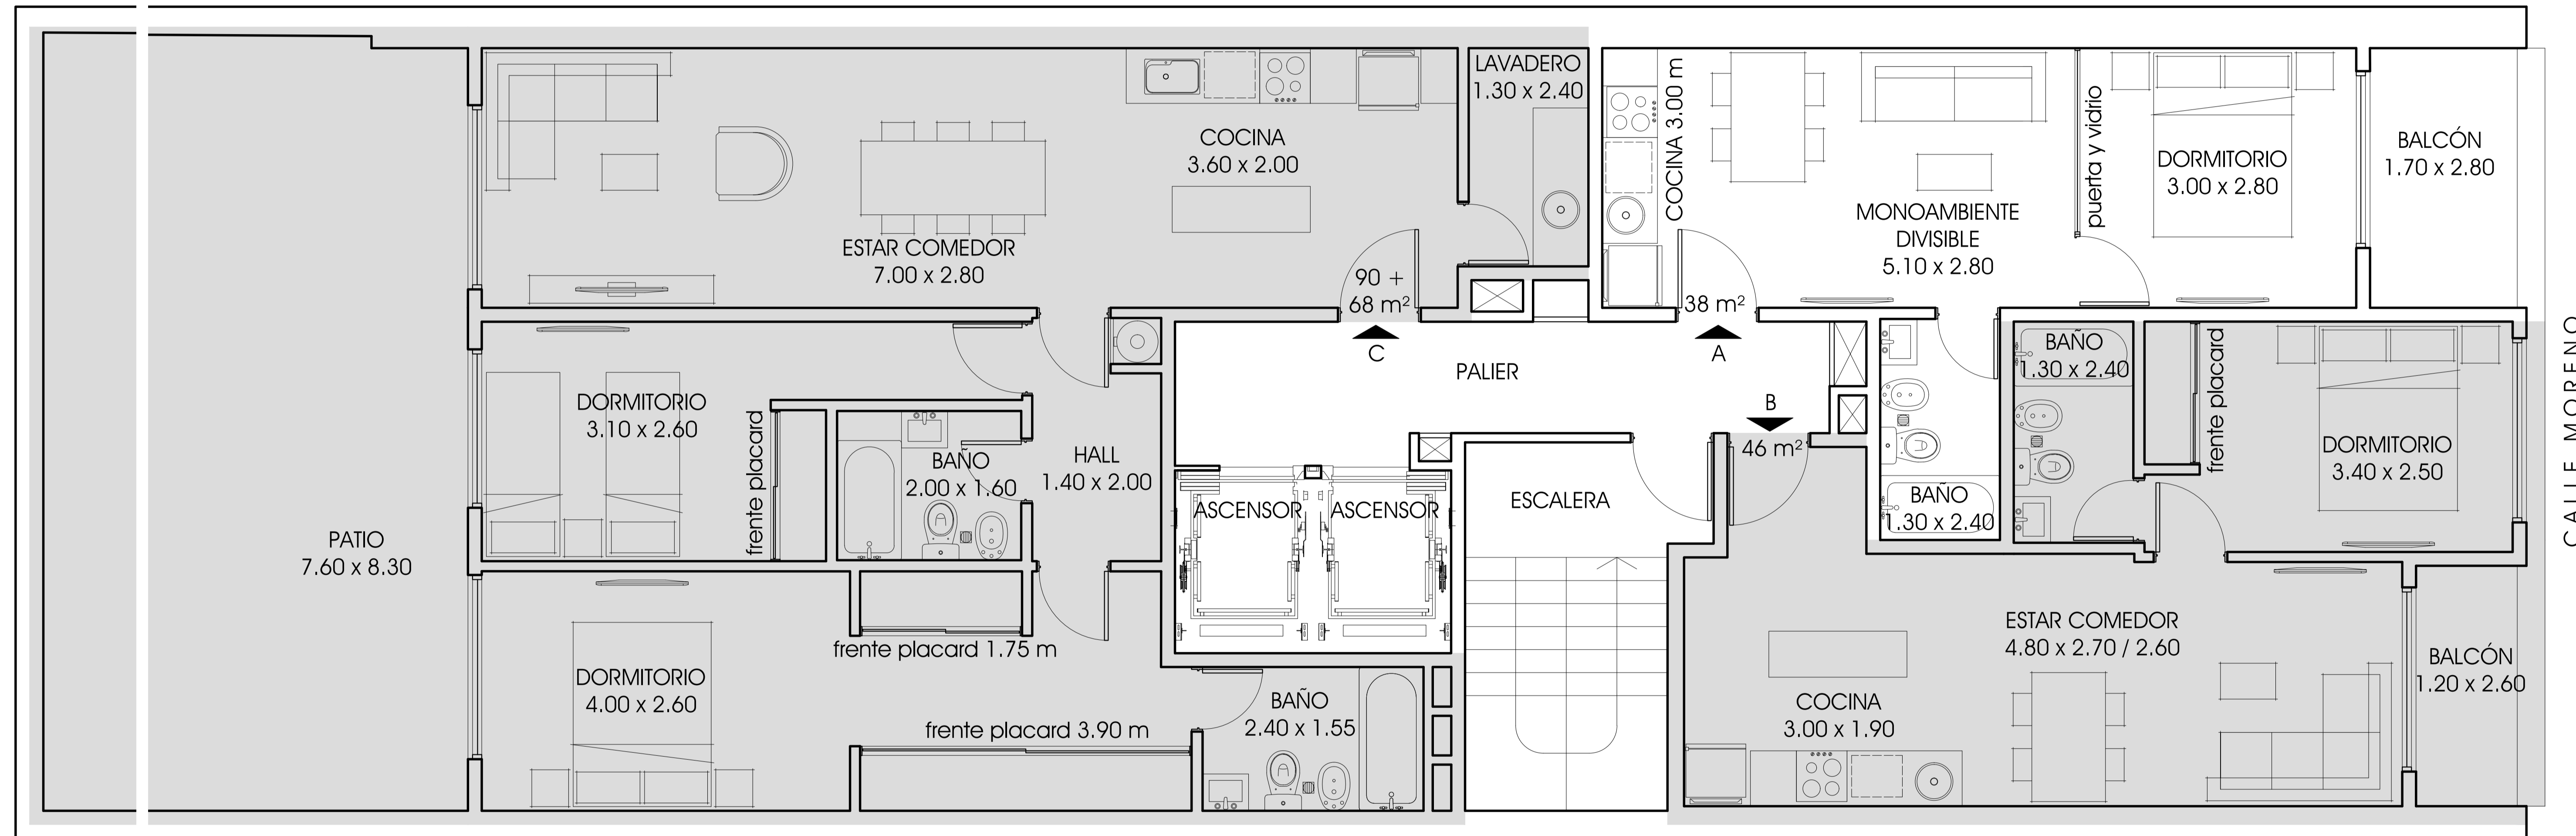 PATIO
7.60 x 8.30
ESTAR COMEDOR
7.00 x 2.80
COCINA
3.60 x 2.00
LAVADERO
1.30 x 2.40
90 +
68 m²
C
DORMITORIO
3.10 x 2.60
frente placard
BAÑO
2.00 x 1.60
HALL
1.40 x 2.00
DORMITORIO
4.00 x 2.60
frente placard 1.75 m
frente placard 3.90 m
BAÑO
2.40 x 1.55
PALIER
ASCENSOR
ASCENSOR
ESCALERA
COCINA 3.00 m
MONOAMBIENTE
DIVISIBLE
5.10 x 2.80
puerta y vidrio
DORMITORIO
3.00 x 2.80
BALCÓN
1.70 x 2.80
38 m²
A
B
46 m²
BAÑO
1.30 x 2.40
BAÑO
1.30 x 2.40
frente placard
DORMITORIO
3.40 x 2.50
ESTAR COMEDOR
4.80 x 2.70 / 2.60
COCINA
3.00 x 1.90
BALCÓN
1.20 x 2.60
CALLE MORENO